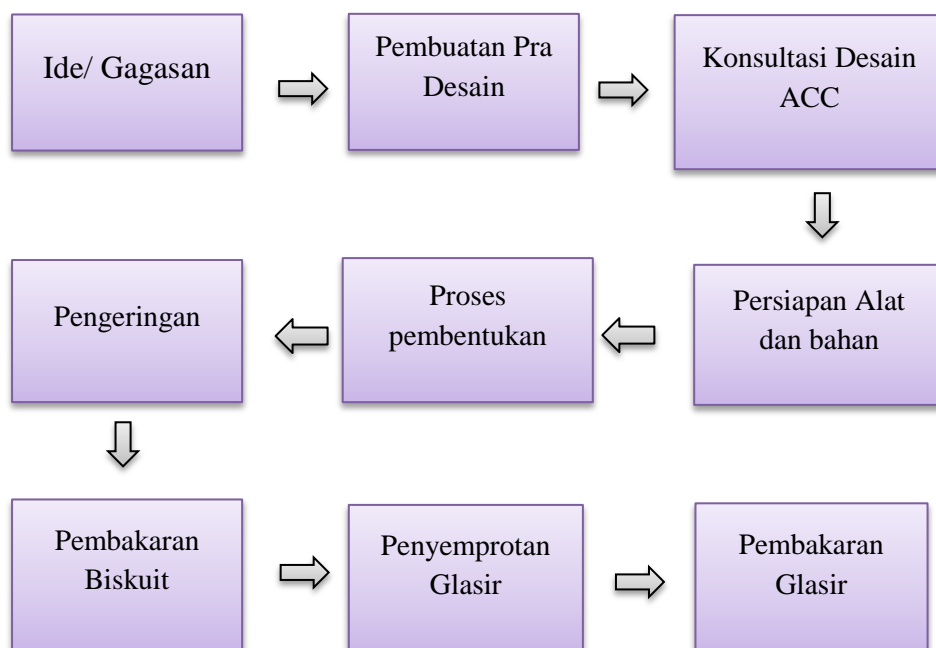 Ide/ Gagasan
Pembuatan Pra
Desain
Konsultasi Desain
ACC
Persiapan Alat
dan bahan
Proses
pembentukan
Pengeringan
Pembakaran
Biskuit
Penyemprotan
Glasir
Pembakaran
Glasir